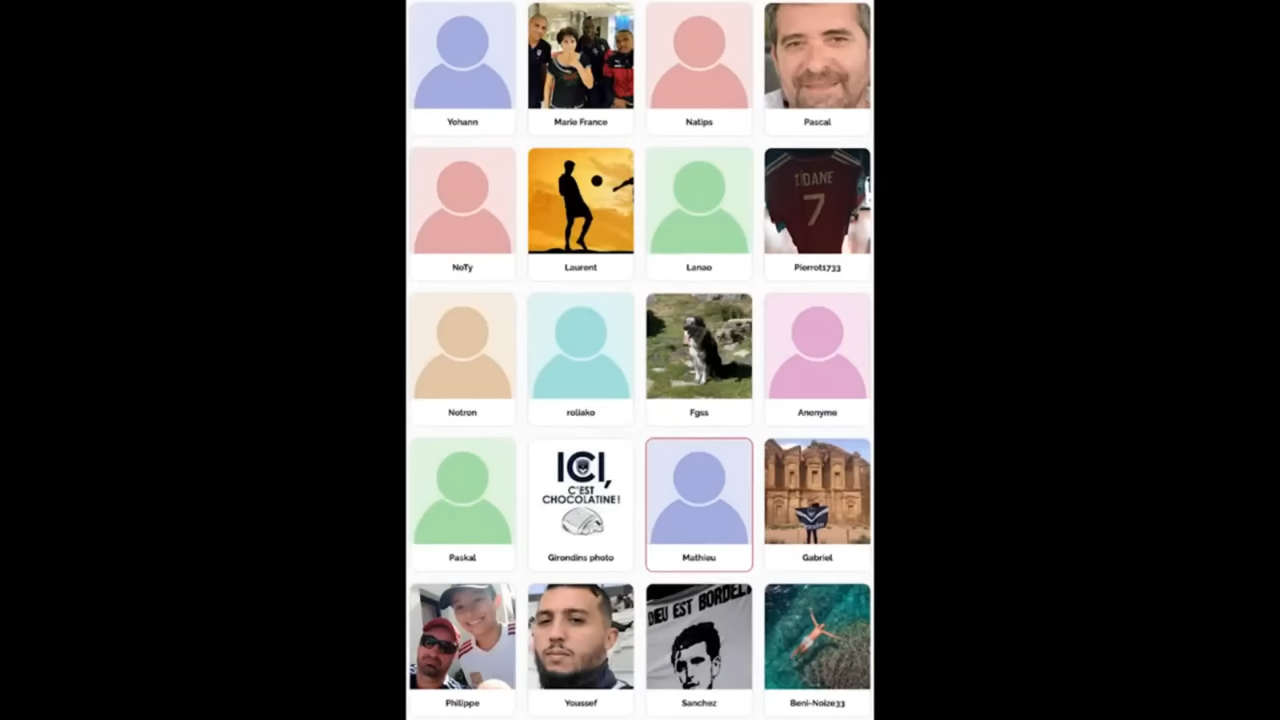 Yohann
Marie France
Natips
Pascal
ZIDANE
7
NoTy
Laurent
Lanao
Pierrot1733
Notron
roliako
Fgss
Anonyme
ICI,
C'EST
CHOCOLATINE!
Paskal
Girondins photo
Mathieu
Gabriel
DIEU EST BORDEL
Philippe
Youssef
Sanchez
Beni-Noize33